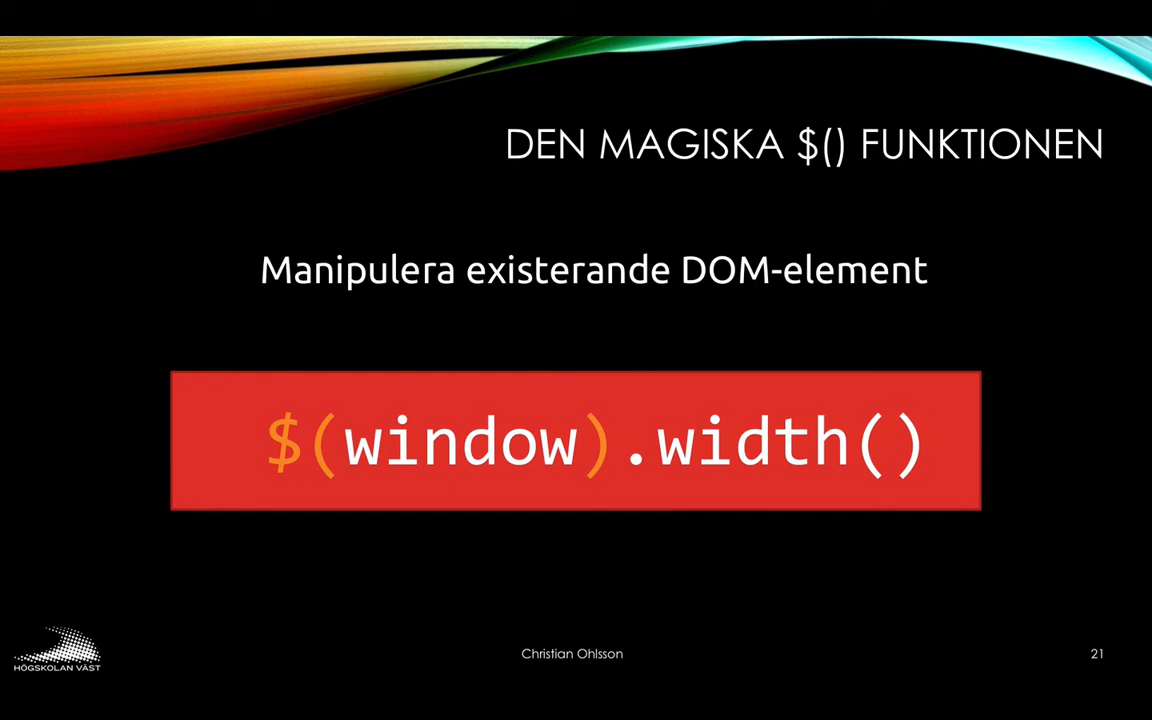 DEN MAGISKA $() FUNKTIONEN
Manipulera existerande DOM-element
$(window).width()
HÖGSKOLAN VÄST
Christian Ohlsson
21